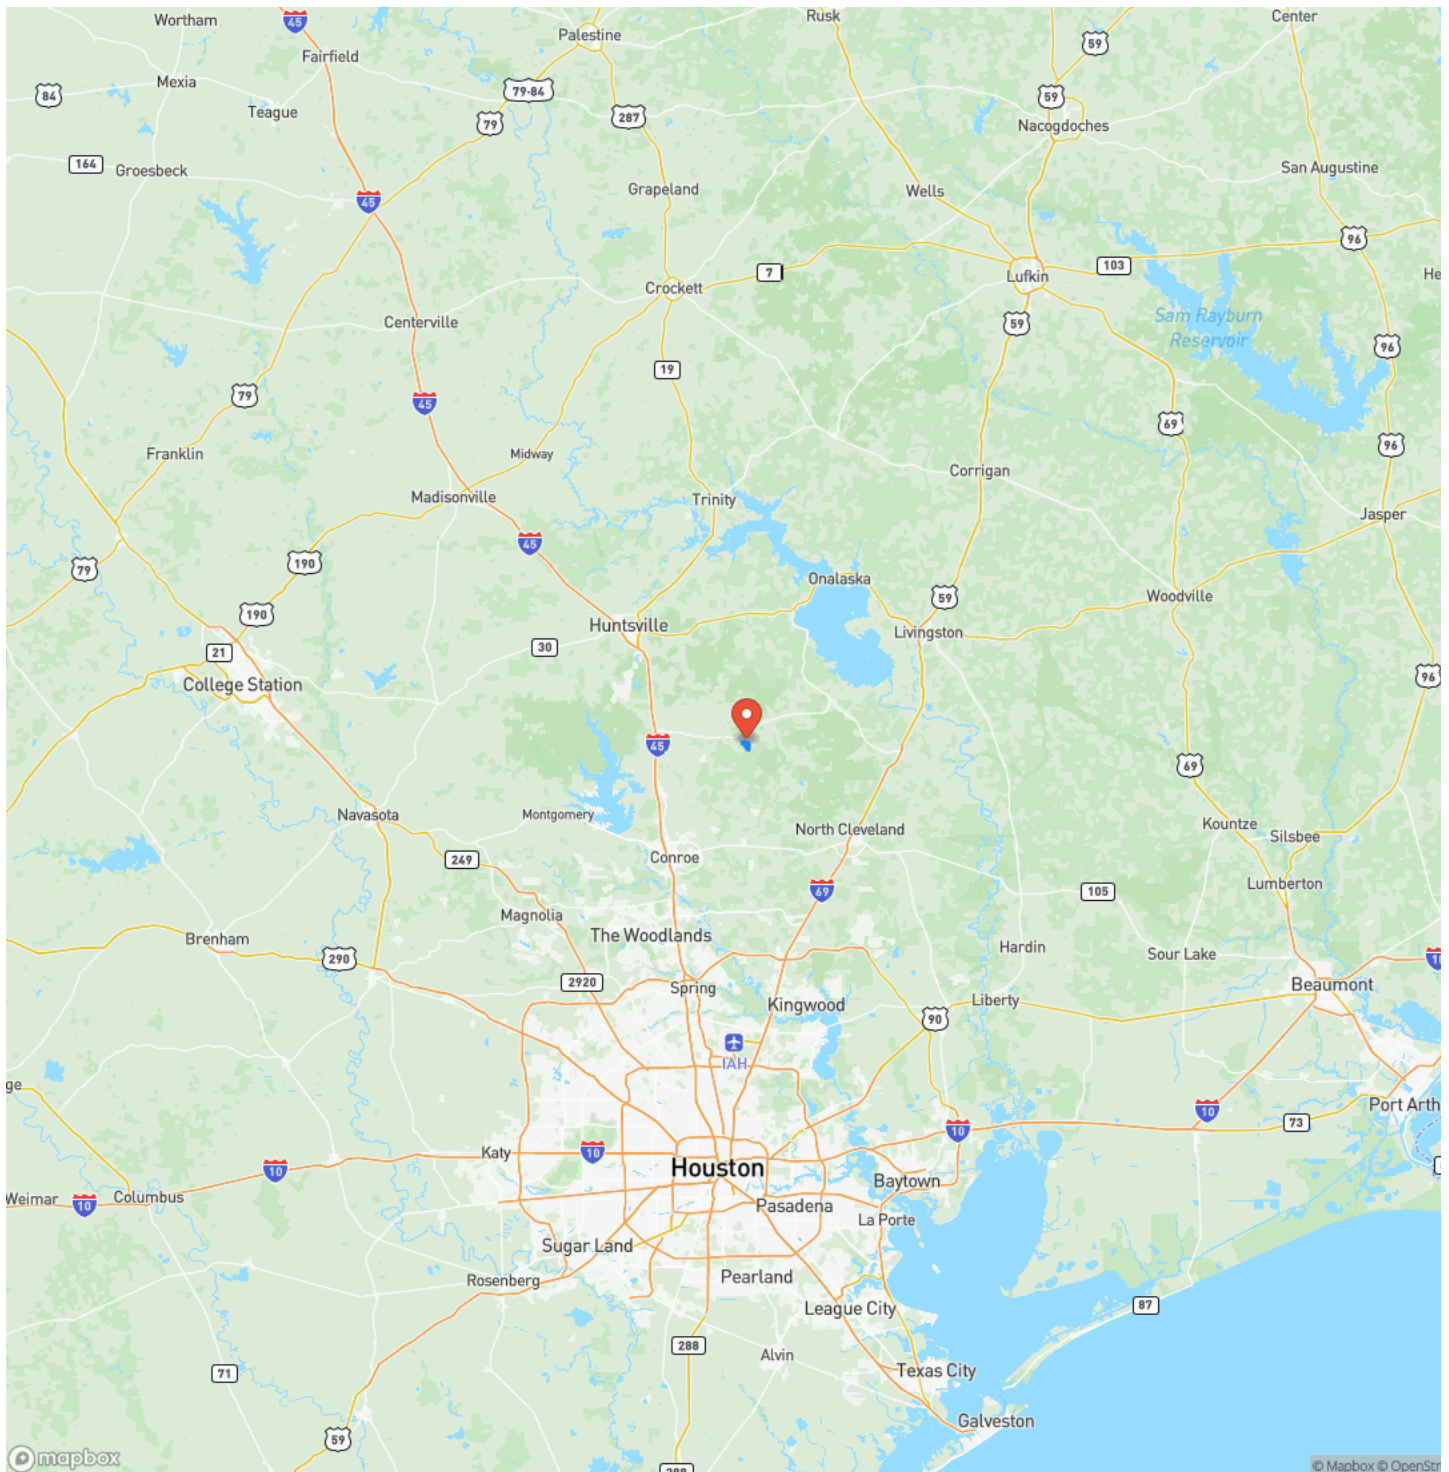 Wortham
45
Rusk
Center
Palestine
59
Fairfield
Mexia
84
79-84
59
Teague
287
79
Nacogdoches
164
Groesbeck
San Augustine
Grapeland
Wells
45
96
103
7
Lufkin
He
Crockett
Centerville
59
Sam Rayburn
Reservoir
96
19
79
45
69
96
Franklin
Midway
Corrigan
Madisonville
Trinity
Jasper
45
190
79
Onalaska
Woodville
59
190
Huntsville
Livingston
30
21
96
College Station
45
69
Navasota
Montgomery
North Cleveland
Kountze
Silsbee
Conroe
249
Lumberton
69
105
Magnolia
The Woodlands
Brenham
Hardin
Sour Lake
290
10
2920
Spring
Beaumont
Kingwood
Liberty
90
IAH
ge
Port Arth
10
73
10
Katy
10
10
Houston
Baytown
Weimar
10
Columbus
Pasadena
La Porte
Sugar Land
Rosenberg
Pearland
League City
87
288
Alvin
71
Texas City
Galveston
59
mapbox
288
© Mapbox © OpenStr